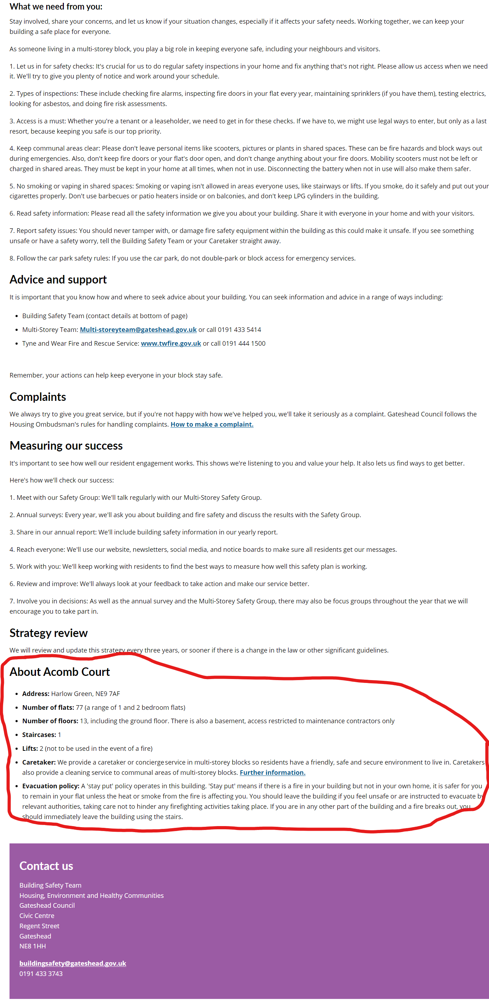 What we need from you:
Stay involved, share your concerns, and let us know if your situation changes, especially if it affects your safety needs. Working together, we can keep your
building a safe place for everyone.
As someone living in a multi-storey block, you play a big role in keeping everyone safe, including your neighbours and visitors.
1. Let us in for safety checks: It's crucial for us to do regular safety inspections in your home and fix anything that's not right. Please allow us access when we need
it. We'll try to give you plenty of notice and work around your schedule.
2. Types of inspections: These include checking fire alarms, inspecting fire doors in your flat every year, maintaining sprinklers (if you have them), testing electrics,
looking for asbestos, and doing fire risk assessments.
3. Access is a must: Whether you're a tenant or a leaseholder, we need to get in for these checks. If we have to, we might use legal ways to enter, but only as a last
resort, because keeping you safe is our top priority.
4. Keep communal areas clear: Please don't leave personal items like scooters, pictures or plants in shared spaces. These can be fire hazards and block ways out
during emergencies. Also, don't keep fire doors or your flat's door open, and don't change anything about your fire doors. Mobility scooters must not be left or
charged in shared areas. They must be kept in your home at all times, when not in use. Disconnecting the battery when not in use will also make them safer.
5. No smoking or vaping in shared spaces: Smoking or vaping isn't allowed in areas everyone uses, like stairways or lifts. If you smoke, do it safely and put out your
cigarettes properly. Don't use barbecues or patio heaters inside or on balconies, and don't keep LPG cylinders in the building.
6. Read safety information: Please read all the safety information we give you about your building. Share it with everyone in your home and with your visitors.
7. Report safety issues: You should never tamper with, or damage fire safety equipment within the building as this could make it unsafe. If you see something
unsafe or have a safety worry, tell the Building Safety Team or your Caretaker straight away.
8. Follow the car park safety rules: If you use the car park, do not double-park or block access for emergency services.
Advice and support
It is important that you know how and where to seek advice about your building. You can seek information and advice in a range of ways including:
• Building Safety Team (contact details at bottom of page)
• Multi-Storey Team: Multi-storeyteam@gateshead.gov.uk or call 0191 433 5414
• Tyne and Wear Fire and Rescue Service: www.twfire.gov.uk or call 0191 444 1500
Remember, your actions can help keep everyone in your block stay safe.
Complaints
We always try to give you great service, but if you're not happy with how we've helped you, we'll take it seriously as a complaint. Gateshead Council follows the
Housing Ombudsman's rules for handling complaints. How to make a complaint.
Measuring our success
It's important to see how well our resident engagement works. This shows we're listening to you and value your help. It also lets us find ways to get better.
Here's how we'll check our success:
1. Meet with our Safety Group: We'll talk regularly with our Multi-Storey Safety Group.
2. Annual surveys: Every year, we'll ask you about building and fire safety and discuss the results with the Safety Group.
3. Share in our annual report: We'll include building safety information in our yearly report.
4. Reach everyone: We'll use our website, newsletters, social media, and notice boards to make sure all residents get our messages.
5. Work with you: We'll keep working with residents to find the best ways to measure how well this safety plan is working.
6. Review and improve: We'll always look at your feedback to take action and make our service better.
7. Involve you in decisions: As well as the annual survey and the Multi-Storey Safety Group, there may also be focus groups throughout the year that we will
encourage you to take part in.
Strategy review
We will review and update this strategy every three years, or sooner if there is a change in the law or other significant guidelines.
About Acomb Court
• Address: Harlow Green, NE9 7AF
• Number of flats: 77 (a range of 1 and 2 bedroom flats)
• Number of floors: 13, including the ground floor. There is also a basement, access restricted to maintenance contractors only
• Staircases: 1
• Lifts: 2 (not to be used in the event of a fire)
• Caretaker: We provide a caretaker or concierge service in multi-storey blocks so residents have a friendly, safe and secure environment to live in. Caretakers
also provide a cleaning service to communal areas of multi-storey blocks. Further information.
• Evacuation policy: A 'stay put' policy operates in this building. 'Stay put' means if there is a fire in your building but not in your own home, it is safer for you
to remain in your flat unless the heat or smoke from the fire is affecting you. You should leave the building if you feel unsafe or are instructed to evacuate by
relevant authorities, taking care not to hinder any firefighting activities taking place. If you are in any other part of the building and a fire breaks out, you
should immediately leave the building using the stairs.
Contact us
Building Safety Team
Housing, Environment and Healthy Communities
Gateshead Council
Civic Centre
Regent Street
Gateshead
NE8 1HH
buildingsafety@gateshead.gov.uk
0191 433 3743